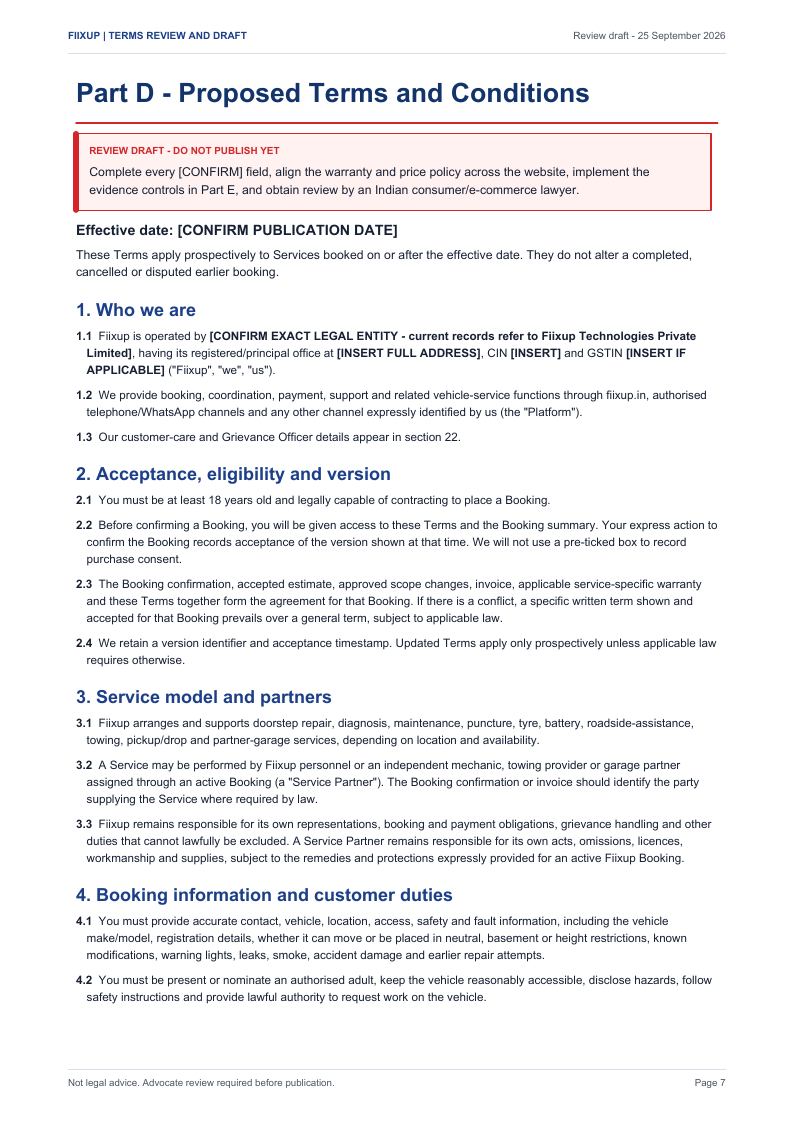 FIIXUP | TERMS REVIEW AND DRAFT
Review draft - 25 September 2026
Part D - Proposed Terms and Conditions
REVIEW DRAFT - DO NOT PUBLISH YET
Complete every [CONFIRM] field, align the warranty and price policy across the website, implement the
evidence controls in Part E, and obtain review by an Indian consumer/e-commerce lawyer.
Effective date: [CONFIRM PUBLICATION DATE]
These Terms apply prospectively to Services booked on or after the effective date. They do not alter a completed,
cancelled or disputed earlier booking.
1. Who we are
1.1 Fiixup is operated by [CONFIRM EXACT LEGAL ENTITY - current records refer to Fiixup Technologies Private
Limited], having its registered/principal office at [INSERT FULL ADDRESS], CIN [INSERT] and GSTIN [INSERT IF
APPLICABLE] ("Fiixup", "we", "us").
1.2 We provide booking, coordination, payment, support and related vehicle-service functions through fiixup.in, authorised
telephone/WhatsApp channels and any other channel expressly identified by us (the "Platform").
1.3 Our customer-care and Grievance Officer details appear in section 22.
2. Acceptance, eligibility and version
2.1 You must be at least 18 years old and legally capable of contracting to place a Booking.
2.2 Before confirming a Booking, you will be given access to these Terms and the Booking summary. Your express action to
confirm the Booking records acceptance of the version shown at that time. We will not use a pre-ticked box to record
purchase consent.
2.3 The Booking confirmation, accepted estimate, approved scope changes, invoice, applicable service-specific warranty
and these Terms together form the agreement for that Booking. If there is a conflict, a specific written term shown and
accepted for that Booking prevails over a general term, subject to applicable law.
2.4 We retain a version identifier and acceptance timestamp. Updated Terms apply only prospectively unless applicable law
requires otherwise.
3. Service model and partners
3.1 Fiixup arranges and supports doorstep repair, diagnosis, maintenance, puncture, tyre, battery, roadside-assistance,
towing, pickup/drop and partner-garage services, depending on location and availability.
3.2 A Service may be performed by Fiixup personnel or an independent mechanic, towing provider or garage partner
assigned through an active Booking (a "Service Partner"). The Booking confirmation or invoice should identify the party
supplying the Service where required by law.
3.3 Fiixup remains responsible for its own representations, booking and payment obligations, grievance handling and other
duties that cannot lawfully be excluded. A Service Partner remains responsible for its own acts, omissions, licences,
workmanship and supplies, subject to the remedies and protections expressly provided for an active Fiixup Booking.
4. Booking information and customer duties
4.1 You must provide accurate contact, vehicle, location, access, safety and fault information, including the vehicle
make/model, registration details, whether it can move or be placed in neutral, basement or height restrictions, known
modifications, warning lights, leaks, smoke, accident damage and earlier repair attempts.
4.2 You must be present or nominate an authorised adult, keep the vehicle reasonably accessible, disclose hazards, follow
safety instructions and provide lawful authority to request work on the vehicle.
Not legal advice. Advocate review required before publication.
Page 7